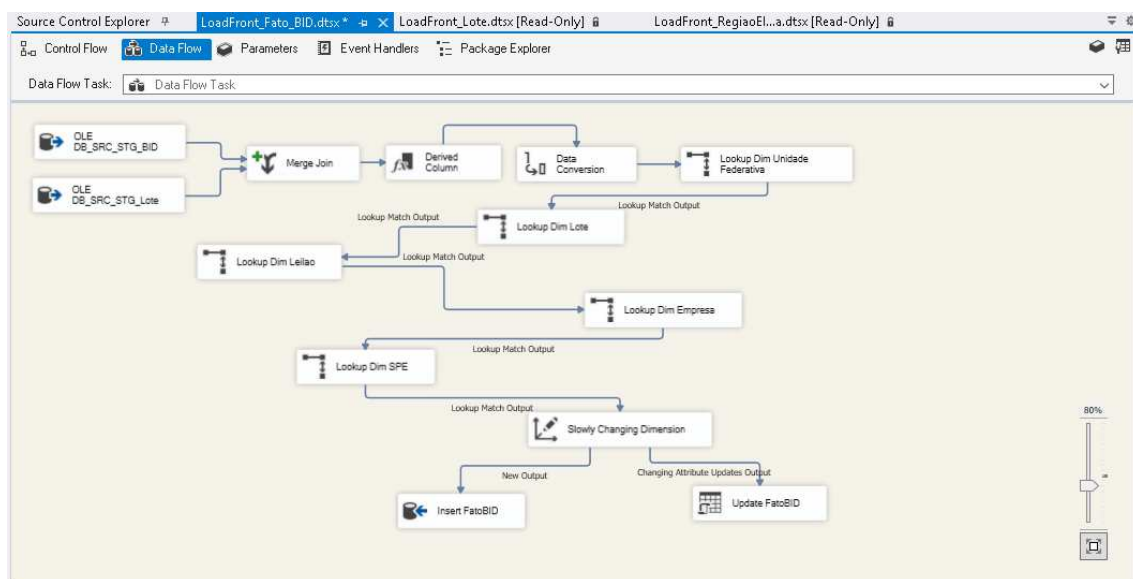 Source Control Explorer
LoadFront_Fato_BID.dtsx*
LoadFront_Lote.dtsx [Read-Only]
LoadFront_RegiaoEl...a.dtsx [Read-Only]
Control Flow
Data Flow
Parameters
Event Handlers
Package Explorer
Data Flow Task:
Data Flow Task
OLE
DB_SRC_STG_BID
OLE
DB_SRC_STG_Lote
Merge Join
Derived
Column
Data
Conversion
Lookup Dim Unidade
Federativa
Lookup Match Output
Lookup Match Output
Lookup Dim Lote
Lookup Dim Leilao
Lookup Match Output
Lookup Dim Empresa
Lookup Match Output
Lookup Dim SPE
Lookup Match Output
Slowly Changing Dimension
New Output
Changing Attribute Updates Output
Insert FatoBID
Update FatoBID
80%